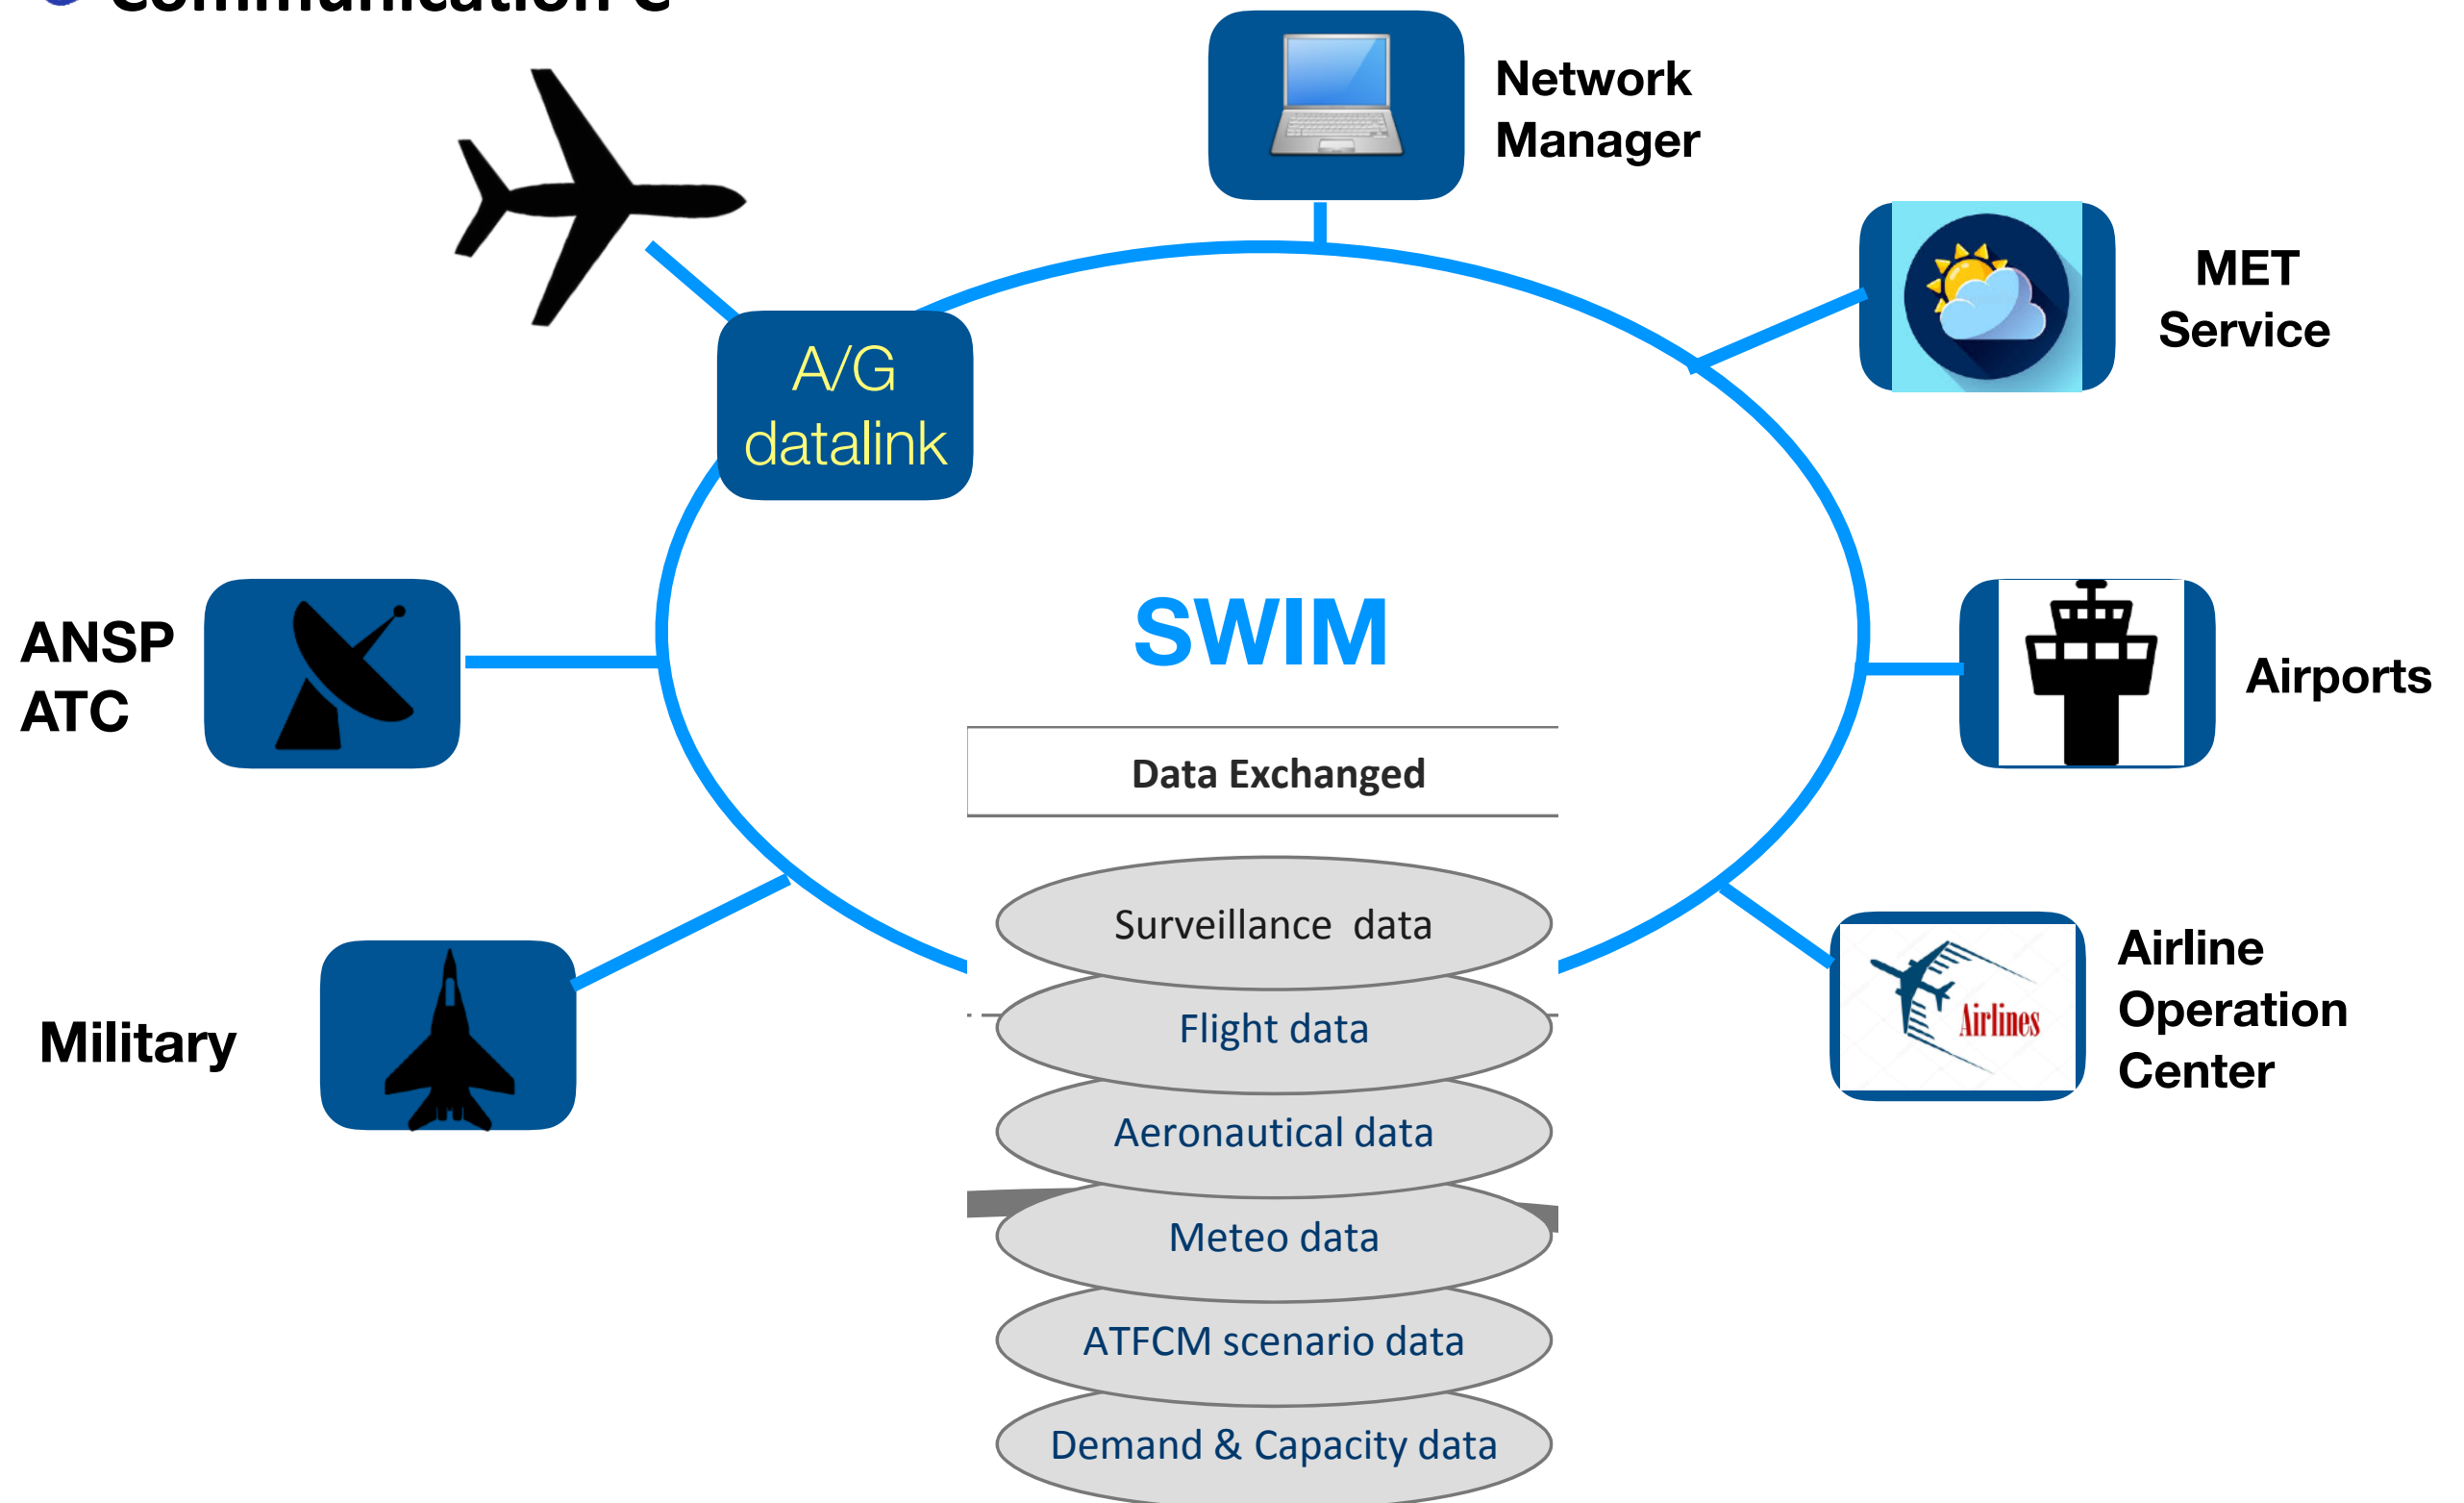 Network
Manager
MET
Service
A/G
datalink
ANSP
ATC
SWIM
Airports
Data Exchanged
Surveillance data
Airline
Operation
Center
Airlines
Military
Flight data
Aeronautical data
Meteo data
ATFCM scenario data
Demand & Capacity data